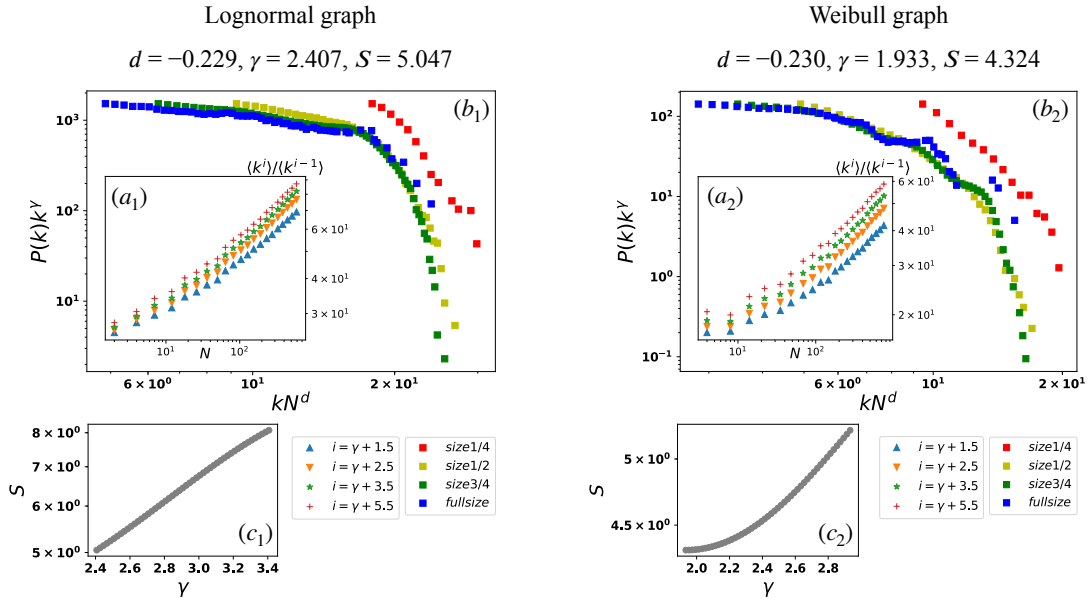 Lognormal graph
d = −0.229, γ = 2.407, S = 5.047
(b₁)
P(k)k^γ
10³
10²
10¹
6 × 10⁰
2 × 10¹
kN^d
(a₁)
⟨k^i⟩/⟨k^{i−1}⟩
6 × 10¹
4 × 10¹
3 × 10¹
10¹
10²
N
S
8 × 10⁰
7 × 10⁰
6 × 10⁰
5 × 10⁰
(c₁)
2.4 2.6 2.8 3.0 3.2 3.4
γ
i = γ + 1.5
i = γ + 2.5
i = γ + 3.5
i = γ + 5.5
size1/4
size1/2
size3/4
fullsize
Weibull graph
d = −0.230, γ = 1.933, S = 4.324
(b₂)
P(k)k^γ
10²
10¹
10⁰
10⁻¹
6 × 10⁰
10¹
2 × 10¹
kN^d
(a₂)
⟨k^i⟩/⟨k^{i−1}⟩
6 × 10¹
4 × 10¹
3 × 10¹
2 × 10¹
10¹
10²
N
S
5 × 10⁰
4.5 × 10⁰
(c₂)
2.0 2.2 2.4 2.6 2.8
γ
i = γ + 1.5
i = γ + 2.5
i = γ + 3.5
i = γ + 5.5
size1/4
size1/2
size3/4
fullsize